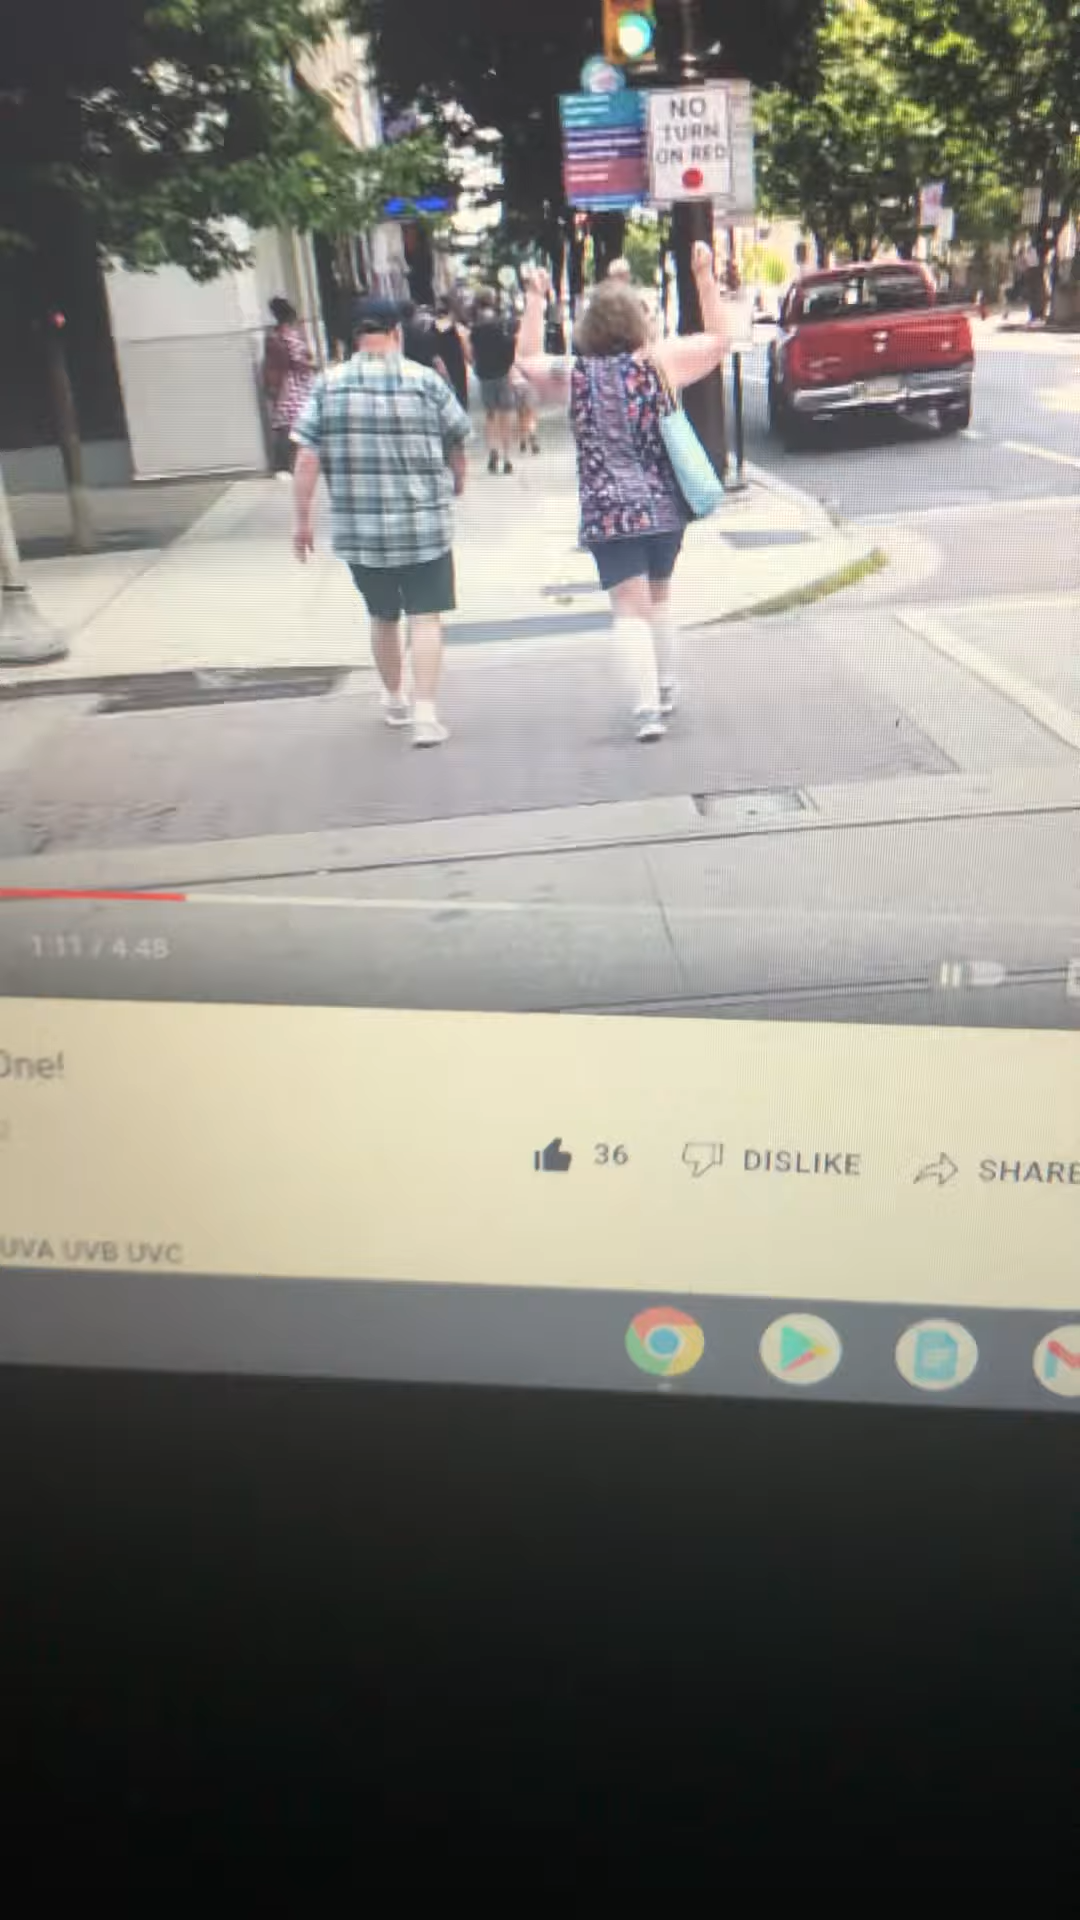 NO
TURN
ON RED
1:11 / 4:48
One!
36 DISLIKE SHARE
UVA UVB UVC